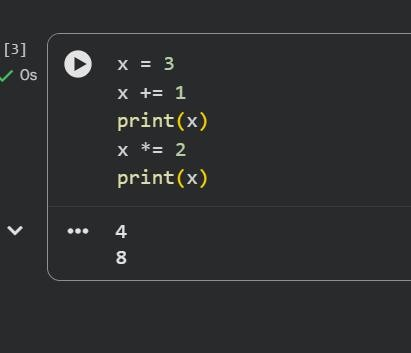 [3]
0s
x = 3
x += 1
print(x)
x *= 2
print(x)
4
8